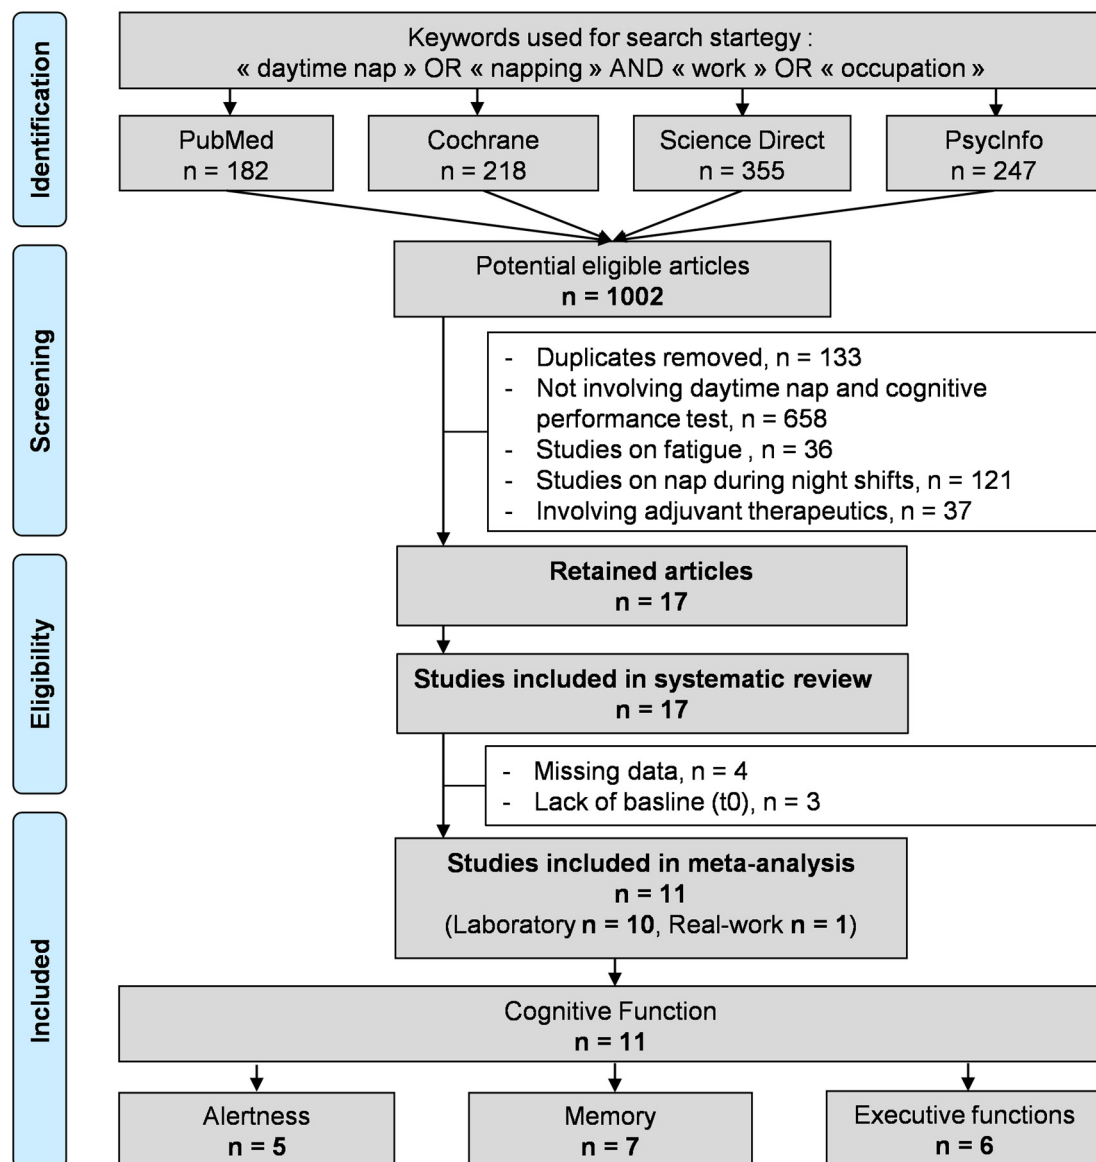 Identification
Keywords used for search startegy :
« daytime nap » OR « napping » AND « work » OR « occupation »
PubMed
n = 182
Cochrane
n = 218
Science Direct
n = 355
PsycInfo
n = 247
Screening
Potential eligible articles
n = 1002
- Duplicates removed, n = 133
- Not involving daytime nap and cognitive
performance test, n = 658
- Studies on fatigue , n = 36
- Studies on nap during night shifts, n = 121
- Involving adjuvant therapeutics, n = 37
Eligibility
Retained articles
n = 17
Studies included in systematic review
n = 17
- Missing data, n = 4
- Lack of basline (t0), n = 3
Included
Studies included in meta-analysis
n = 11
(Laboratory n = 10, Real-work n = 1)
Cognitive Function
n = 11
Alertness
n = 5
Memory
n = 7
Executive functions
n = 6